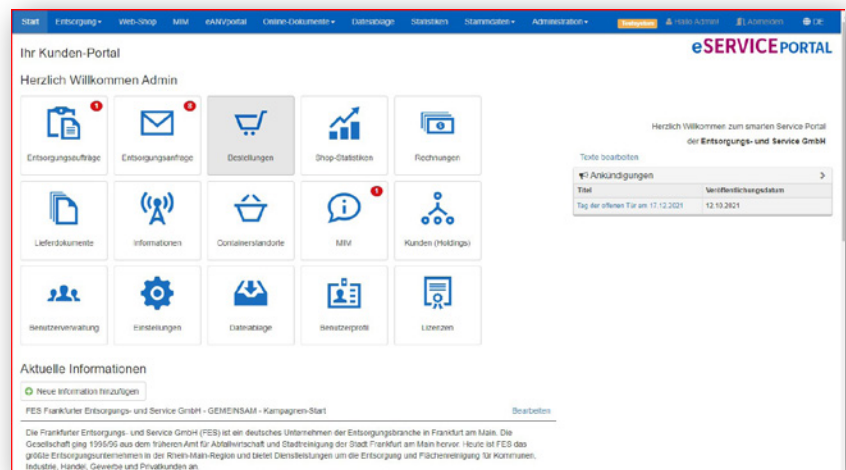 Start Entsorgung Web-Shop MIM eANVportal Online-Dokumente Dateiablage Statistiken Stammdaten Administration Testsystem Hallo Admin! Abmelden DE
Ihr Kunden-Portal
eSERVICEPORTAL
Herzlich Willkommen Admin
1
Entsorgungsaufträge
Entsorgungsanfrage
Bestellungen
Shop-Statistiken
Rechnungen
Herzlich Willkommen zum smarten Service Portal
der Entsorgungs- und Service GmbH
Texte bearbeiten
Ankündigungen
Titel Veröffentlichungsdatum
Tag der offenen Tür am 17.12.2021 12.10.2021
1
Lieferdokumente
Informationen
Containerstandorte
MIM
Kunden (Holdings)
Benutzerverwaltung
Einstellungen
Dateiablage
Benutzerprofil
Lizenzen
Aktuelle Informationen
Neue Information hinzufügen
FES Frankfurter Entsorgungs- und Service GmbH - GEMEINSAM - Kampagnen-Start Bearbeiten
Die Frankfurter Entsorgungs- und Service GmbH (FES) ist ein deutsches Unternehmen der Entsorgungsbranche in Frankfurt am Main. Die
Gesellschaft ging 1995/96 aus dem früheren Amt für Abfallwirtschaft und Stadtreinigung der Stadt Frankfurt am Main hervor. Heute ist FES das
größte Entsorgungsunternehmen in der Rhein-Main-Region und bietet Dienstleistungen um die Entsorgung und Flächenreinigung für Kommunen,
Industrie, Handel, Gewerbe und Privatkunden an.